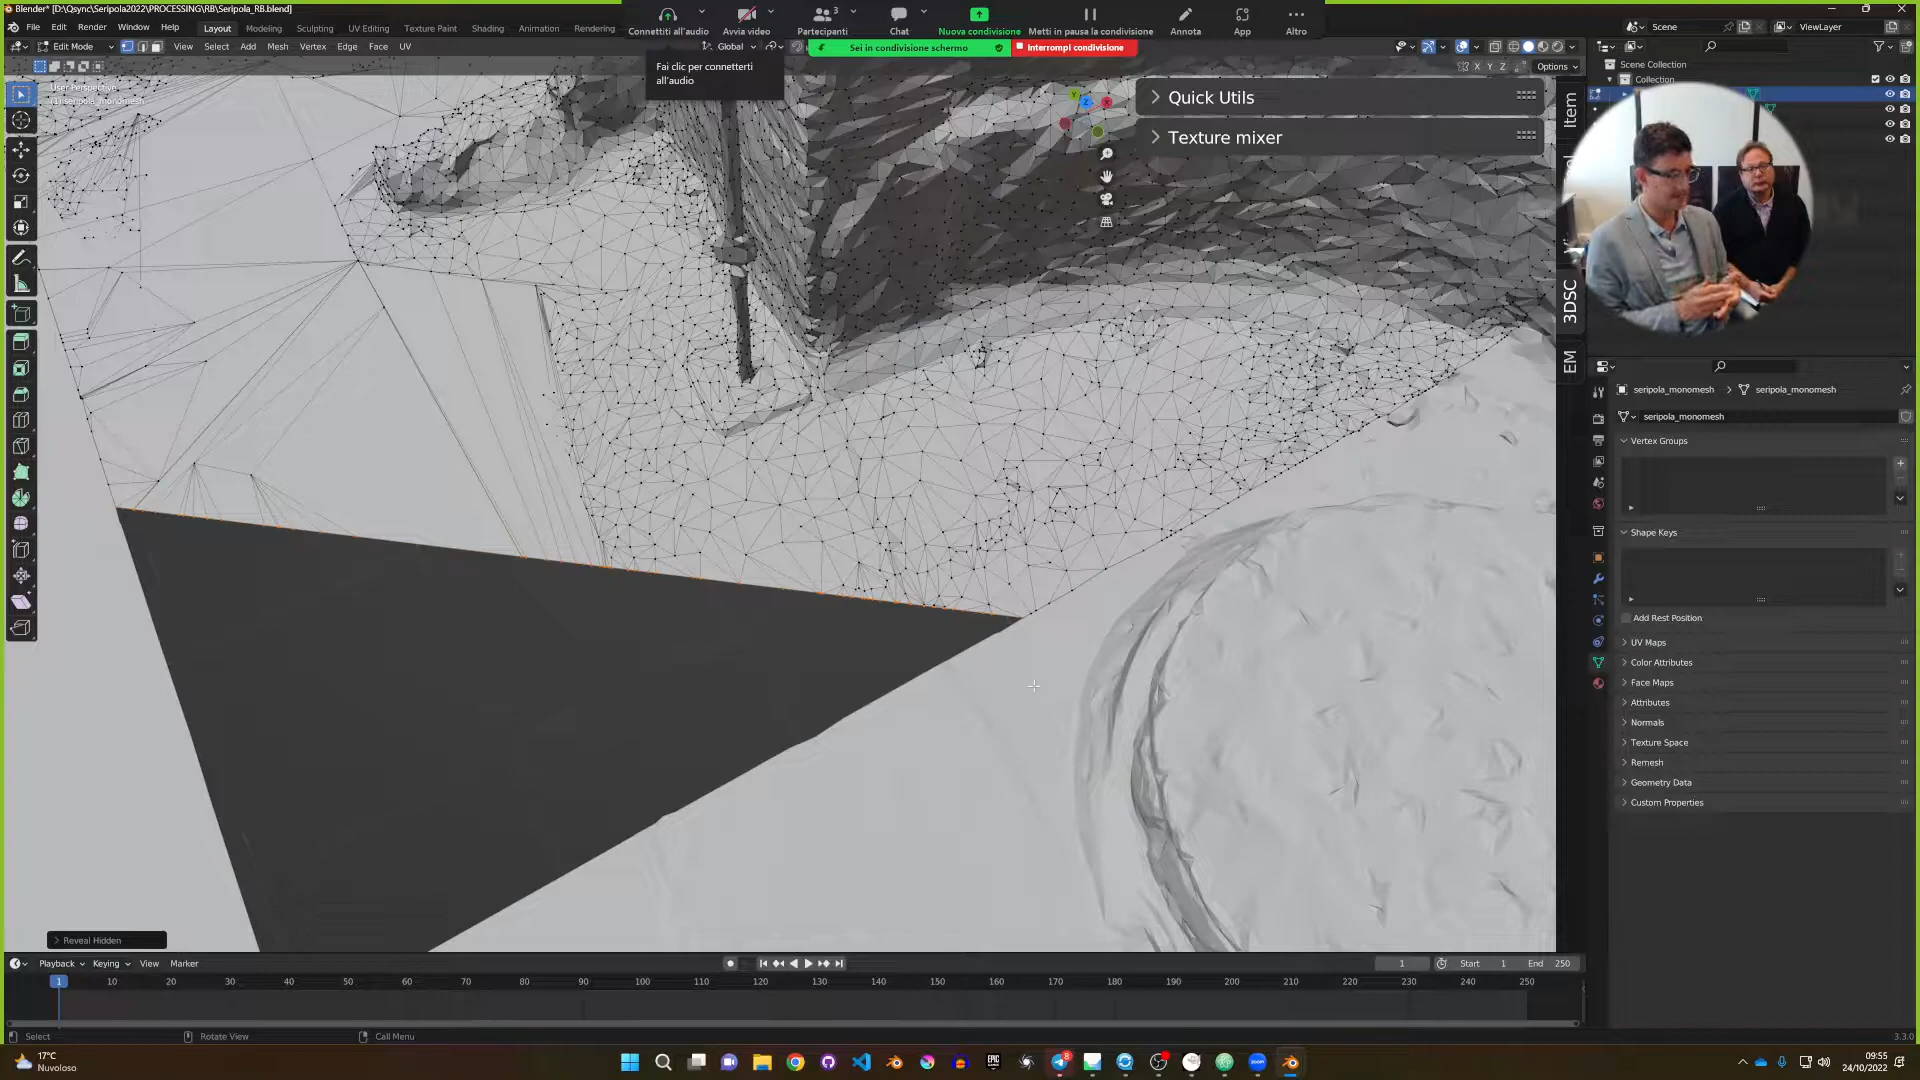 Blender* [D:\Qsync\Seripola2022\PROCESSING\RB\Seripola_RB.blend]
File Edit Render Window Help Layout Modeling Sculpting UV Editing Texture Paint Shading Animation Rendering
Connettiti all'audio Avvia video Partecipanti 3 Chat Nuova condivisione Metti in pausa la condivisione Annota App Altro
Scene ViewLayer
Edit Mode View Select Add Mesh Vertex Edge Face UV Global
Sei in condivisione schermo Interrompi condivisione
Fai clic per connetterti
all'audio
X Y Z Options
Scene Collection
Collection
User Perspective
(1) seripola_monomesh
Quick Utils
Texture mixer
Item
3DSC
EM
seripola_monomesh > seripola_monomesh
seripola_monomesh
Vertex Groups
Shape Keys
Add Rest Position
UV Maps
Color Attributes
Face Maps
Attributes
Normals
Texture Space
Remesh
Geometry Data
Custom Properties
Reveal Hidden
Playback Keying View Marker 1 Start 1 End 250
1 10 20 30 40 50 60 70 80 90 100 110 120 130 140 150 160 170 180 190 200 210 220 230 240 250
Select Rotate View Call Menu 3.3.0
17°C
Nuvoloso
EPIC
8
zoom
09:55
24/10/2022